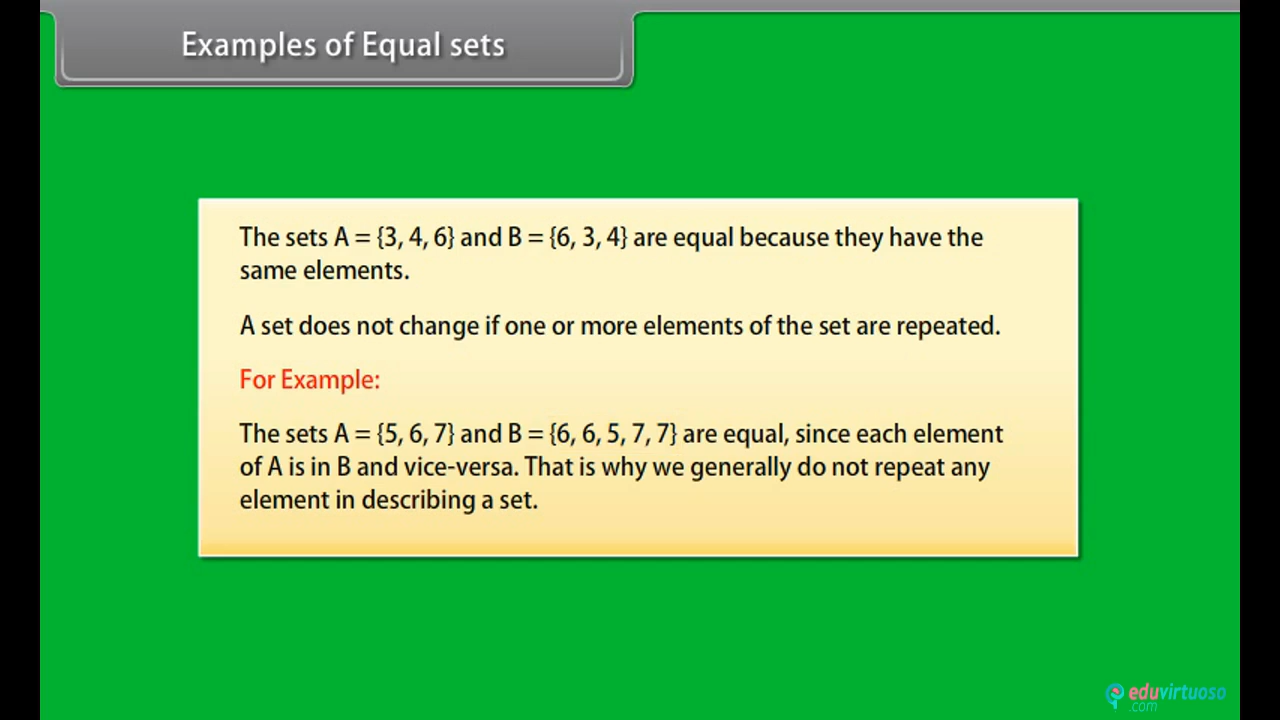 Examples of Equal sets
The sets A = {3, 4, 6} and B = {6, 3, 4} are equal because they have the
same elements.
A set does not change if one or more elements of the set are repeated.
For Example:
The sets A = {5, 6, 7} and B = {6, 6, 5, 7, 7} are equal, since each element
of A is in B and vice-versa. That is why we generally do not repeat any
element in describing a set.
eduvirtuoso
.com